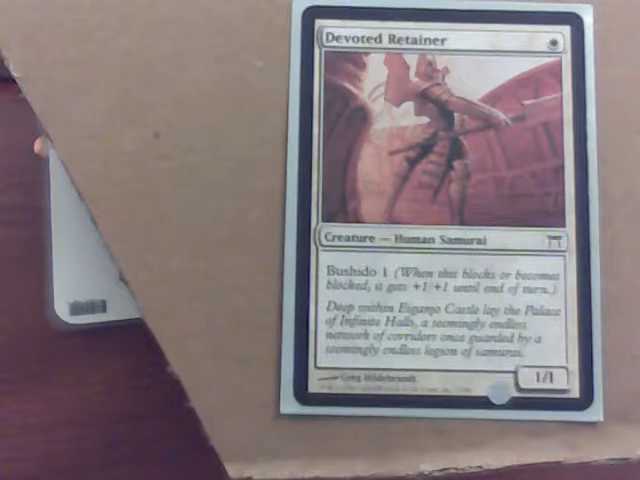 Devoted Retainer
Creature — Human Samurai
Bushido 1 (When this blocks or becomes
blocked, it gets +1/+1 until end of turn.)
Deep within Eiganjo Castle lay the Palace
of Infinite Halls, a seemingly endless
network of corridors once guarded by a
seemingly endless legion of samurai.
Greg Hildebrandt
1/1